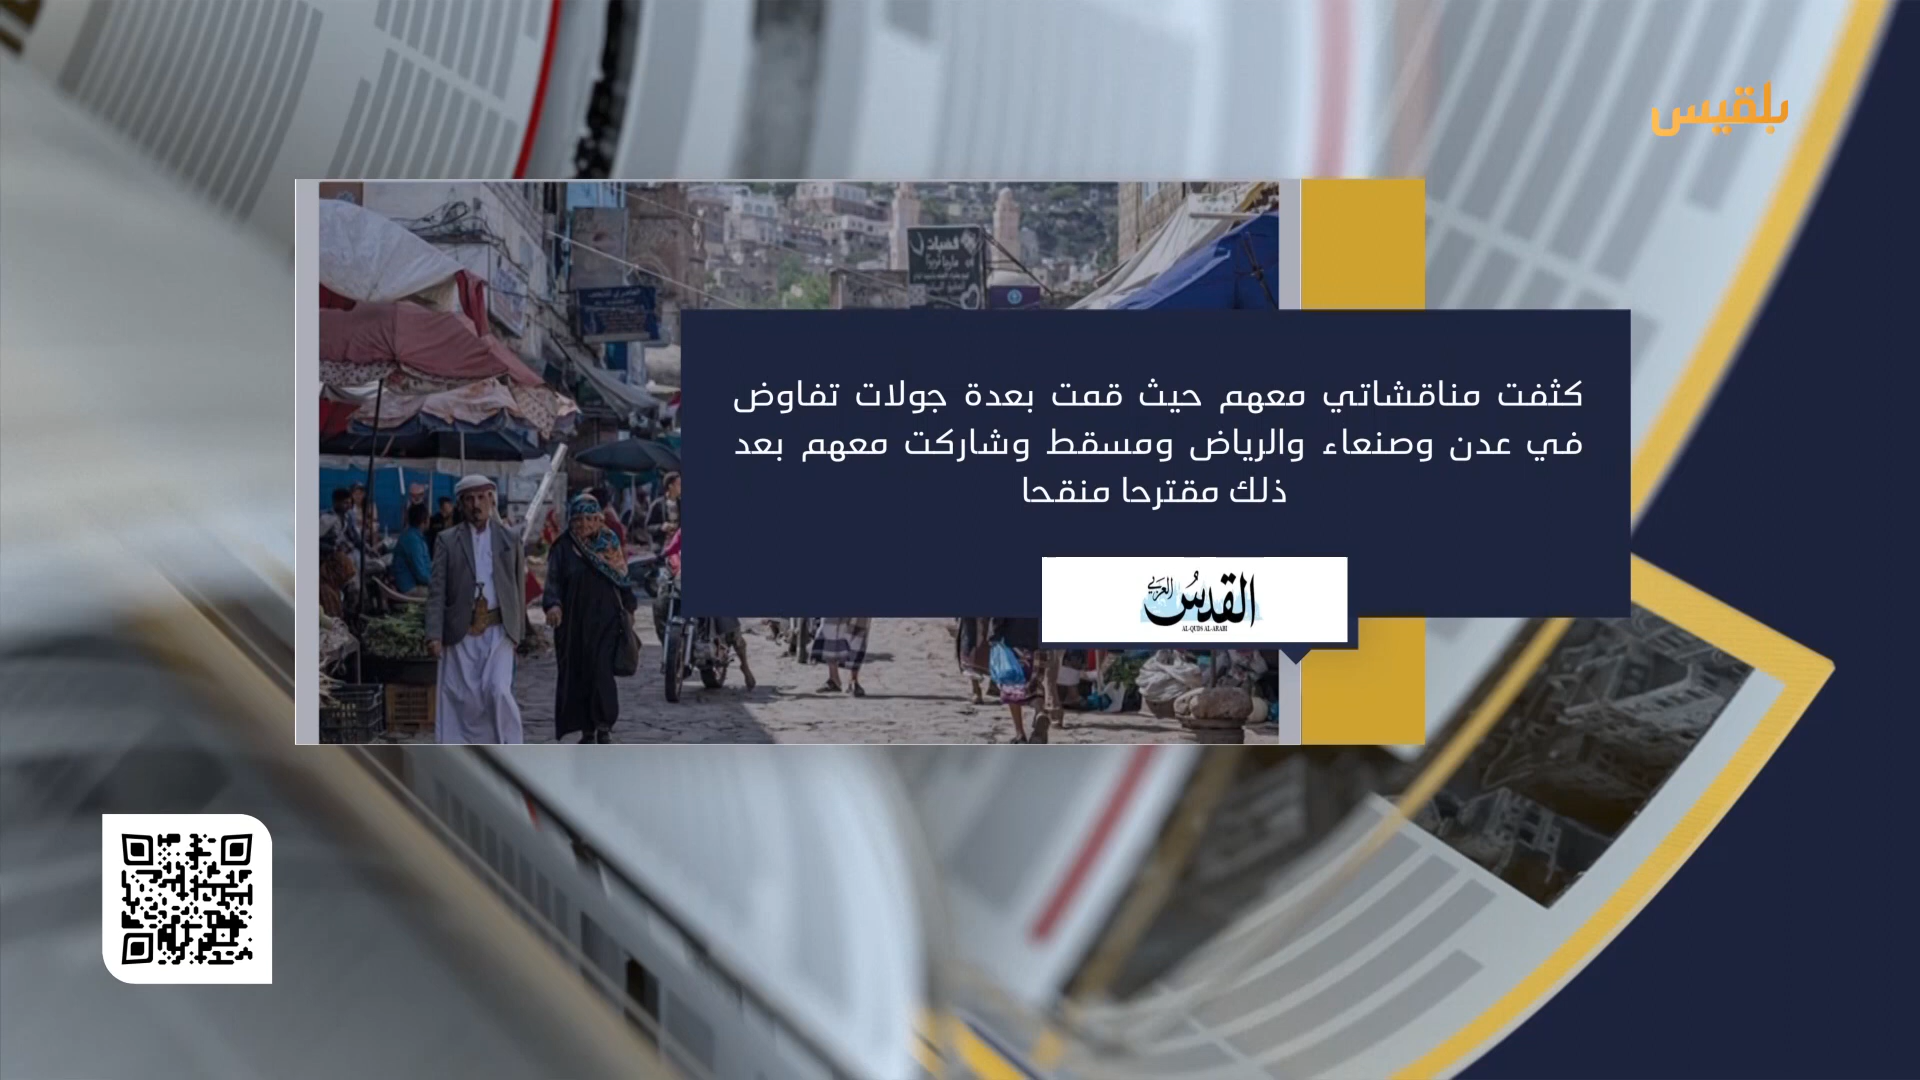 بلقيس
قضبان
كثفت مناقشاتي معهم حيث قمت بعدة جولات تفاوض
في عدن وصنعاء والرياض ومسقط وشاركت معهم بعد
ذلك مقترحا منقحا
القدس العربي
AL-QUDS AL-ARABI